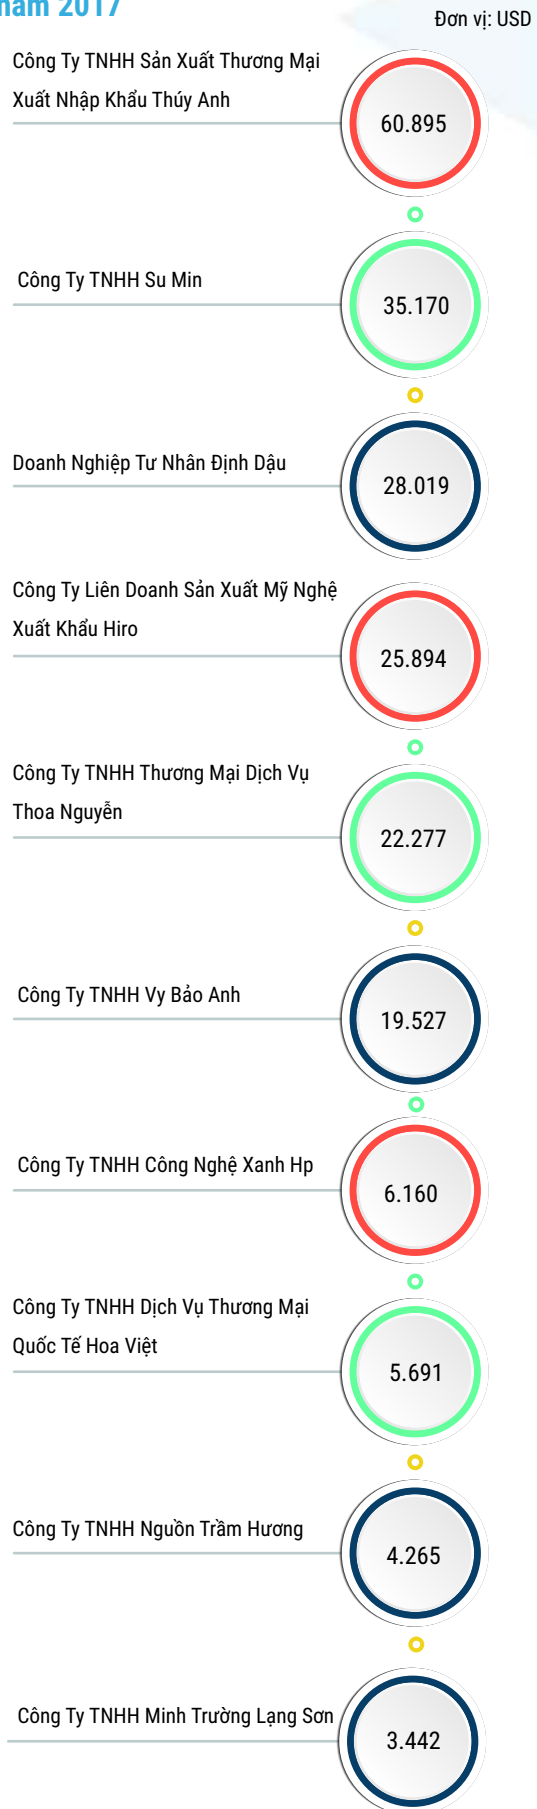 năm 2017
Đơn vị: USD
Công Ty TNHH Sản Xuất Thương Mại
Xuất Nhập Khẩu Thúy Anh
60.895
Công Ty TNHH Su Min
35.170
Doanh Nghiệp Tư Nhân Định Dậu
28.019
Công Ty Liên Doanh Sản Xuất Mỹ Nghệ
Xuất Khẩu Hiro
25.894
Công Ty TNHH Thương Mại Dịch Vụ
Thoa Nguyễn
22.277
Công Ty TNHH Vy Bảo Anh
19.527
Công Ty TNHH Công Nghệ Xanh Hp
6.160
Công Ty TNHH Dịch Vụ Thương Mại
Quốc Tế Hoa Việt
5.691
Công Ty TNHH Nguồn Trầm Hương
4.265
Công Ty TNHH Minh Trường Lạng Sơn
3.442